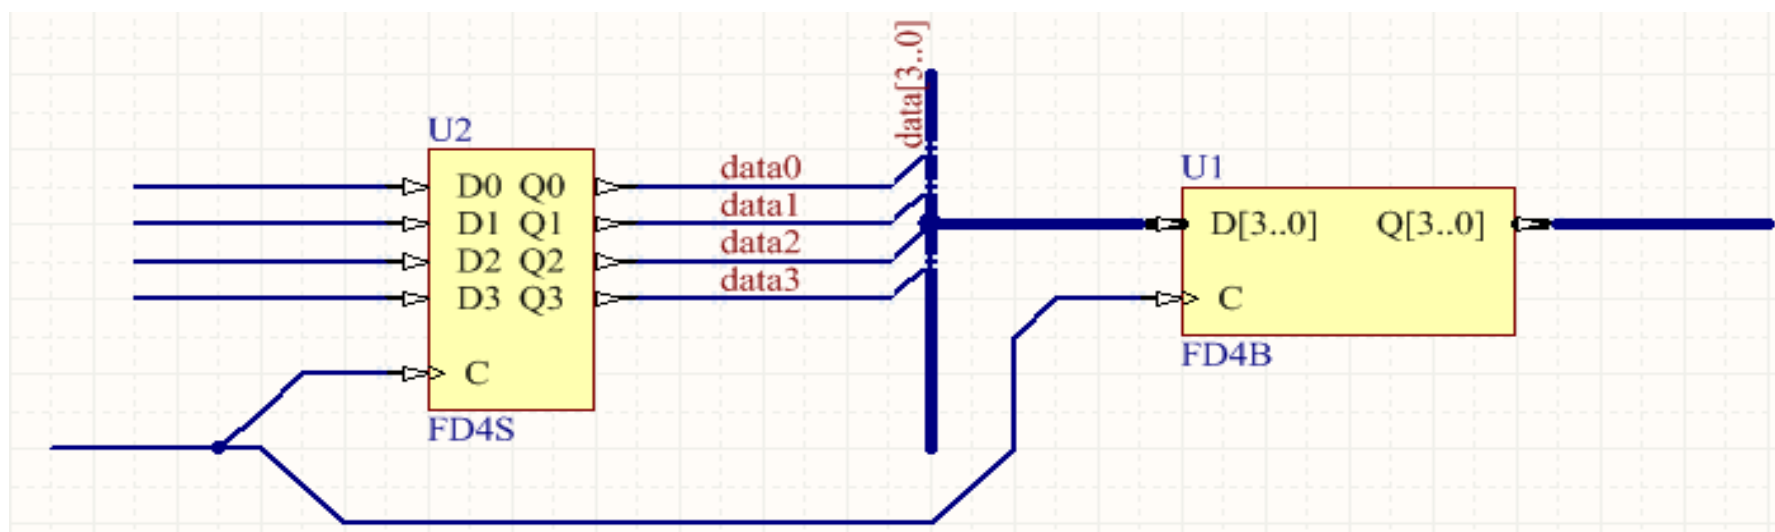 data[3..0]
U2
D0 Q0
D1 Q1
D2 Q2
D3 Q3
C
FD4S
data0
data1
data2
data3
U1
D[3..0] Q[3..0]
C
FD4B